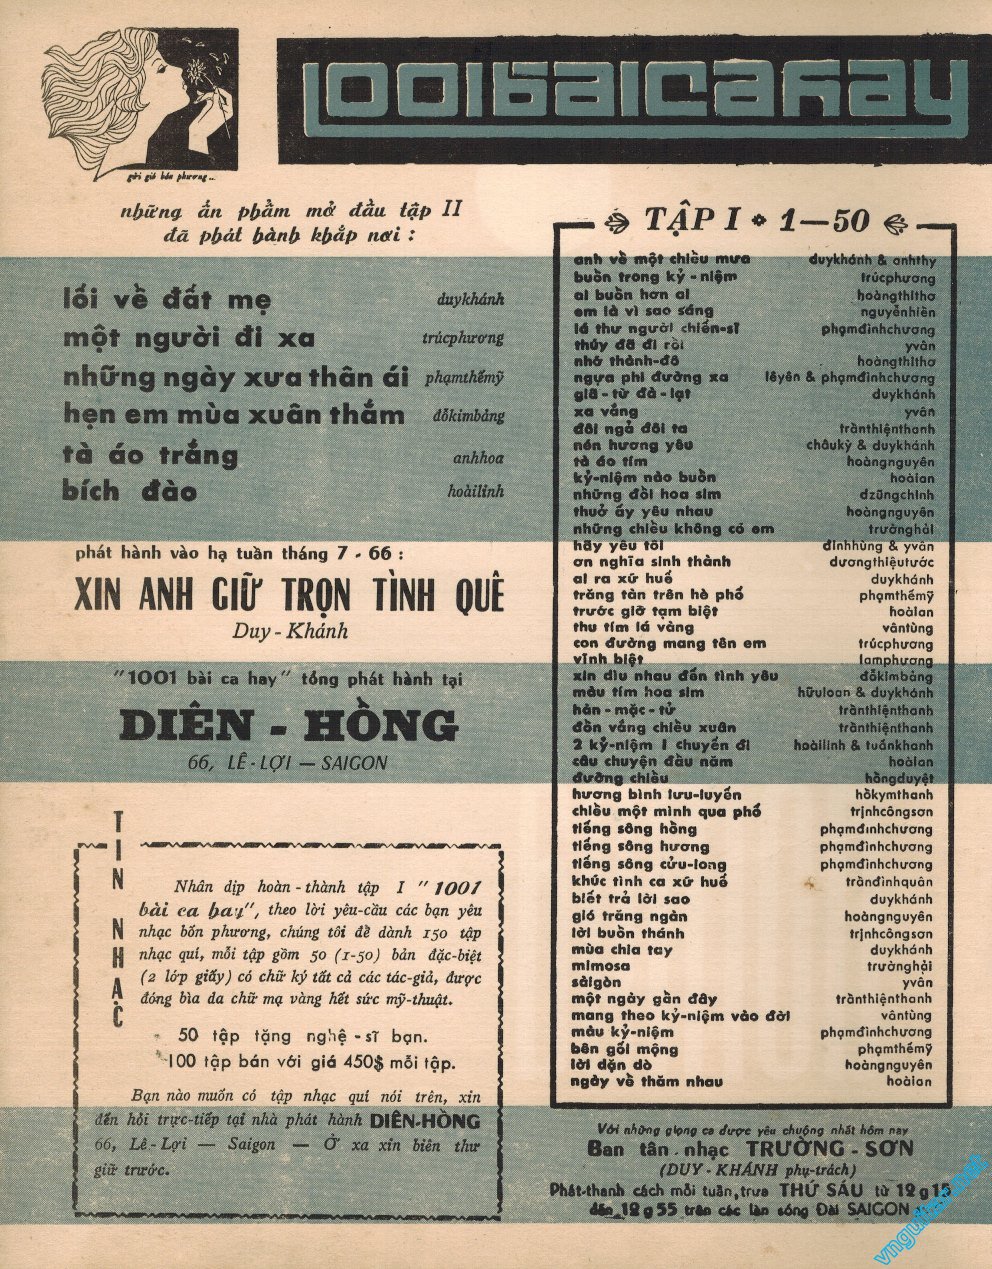 1001 bài ca hay
gửi gió bốn phương...
những ấn phẩm mở đầu tập II
đã phát hành khắp nơi :
lối về đất mẹ duykhánh
một người đi xa trúcphương
những ngày xưa thân ái phạmthếmỹ
hẹn em mùa xuân thắm đỗkimbảng
tà áo trắng anhhoa
bích đào hoàilinh
phát hành vào hạ tuần tháng 7 - 66 :
XIN ANH GIỮ TRỌN TÌNH QUÊ
Duy - Khánh
"1001 bài ca hay" tổng phát hành tại
DIÊN - HỒNG
66, LÊ - LỢI — SAIGON
TIN NHẠC
Nhân dịp hoàn - thành tập I " 1001
bài ca hay", theo lời yêu-cầu các bạn yêu
nhạc bốn phương, chúng tôi để dành 150 tập
nhạc quí, mỗi tập gồm 50 (1-50) bản đặc-biệt
(2 lớp giấy) có chữ ký tất cả các tác-giả, được
đóng bìa da chữ mạ vàng hết sức mỹ-thuật.
50 tập tặng nghệ - sĩ bạn.
100 tập bán với giá 450$ mỗi tập.
Bạn nào muốn có tập nhạc quí nói trên, xin
đến hỏi trực-tiếp tại nhà phát hành DIÊN-HỒNG
66, Lê-Lợi — Saigon — Ở xa xin biên thư
giữ trước.
TẬP I 1—50
anh về một chiều mưa duykhánh & anhthy
buồn trong kỷ-niệm trúcphương
ai buồn hơn ai hoàngthithơ
em là vì sao sáng nguyễnhiền
lá thư người chiến-sĩ phạmđìnhchương
thúy đã đi rồi yvân
nhớ thành-đô hoàngthithơ
ngựa phi đường xa lêyên & phạmđìnhchương
giã - từ đà - lạt duykhánh
xa vắng yvân
đôi ngả đôi ta trầnthiệnthanh
nén hương yêu châukỳ & duykhánh
tà áo tím hoàngnguyên
kỷ-niệm nào buồn hoàian
những đồi hoa sim dzũngchinh
thuở ấy yêu nhau hoàngnguyên
những chiều không có em trườnghải
hãy yêu tôi đinhhùng & yvân
ơn nghĩa sinh thành dươngthiệutước
ai ra xứ huế duykhánh
trăng tàn trên hè phố phạmthếmỹ
trước giờ tạm biệt hoàian
thu tím lá vàng vântùng
con đường mang tên em trúcphương
vĩnh biệt lamphương
xin dìu nhau đến tình yêu đỗkimbảng
màu tím hoa sim hữuloan & duykhánh
hàn - mặc - tử trầnthiệnthanh
đồn vắng chiều xuân trầnthiệnthanh
2 kỷ-niệm 1 chuyến đi hoàilinh & tuấnkhanh
câu chuyện đầu năm hoàian
đường chiều hồngduyệt
hương bình lưu-luyến hồkymthanh
chiều một mình qua phố trịnhcôngsơn
tiếng sông hồng phạmđìnhchương
tiếng sông hương phạmđìnhchương
tiếng sông cửu-long phạmđìnhchương
khúc tình ca xứ huế trầnđìnhquân
biết trả lời sao duykhánh
gió trăng ngàn hoàngnguyên
lời buồn thánh trịnhcôngsơn
mùa chia tay duykhánh
mimosa trườnghải
sàigòn yvân
một ngày gần đây trầnthiệnthanh
mang theo kỷ-niệm vào đời vântùng
màu kỷ-niệm phạmđìnhchương
bên gối mộng phạmthếmỹ
lời dặn dò hoàngnguyên
ngày về thăm nhau hoàian
Với những giọng ca được yêu chuộng nhất hôm nay
Ban tân nhạc TRƯỜNG - SƠN
(DUY - KHÁNH phụ-trách)
Phát-thanh cách mỗi tuần, trưa THỨ SÁU từ 12 g 15
đến 12 g 55 trên các làn sóng Đài SAIGON